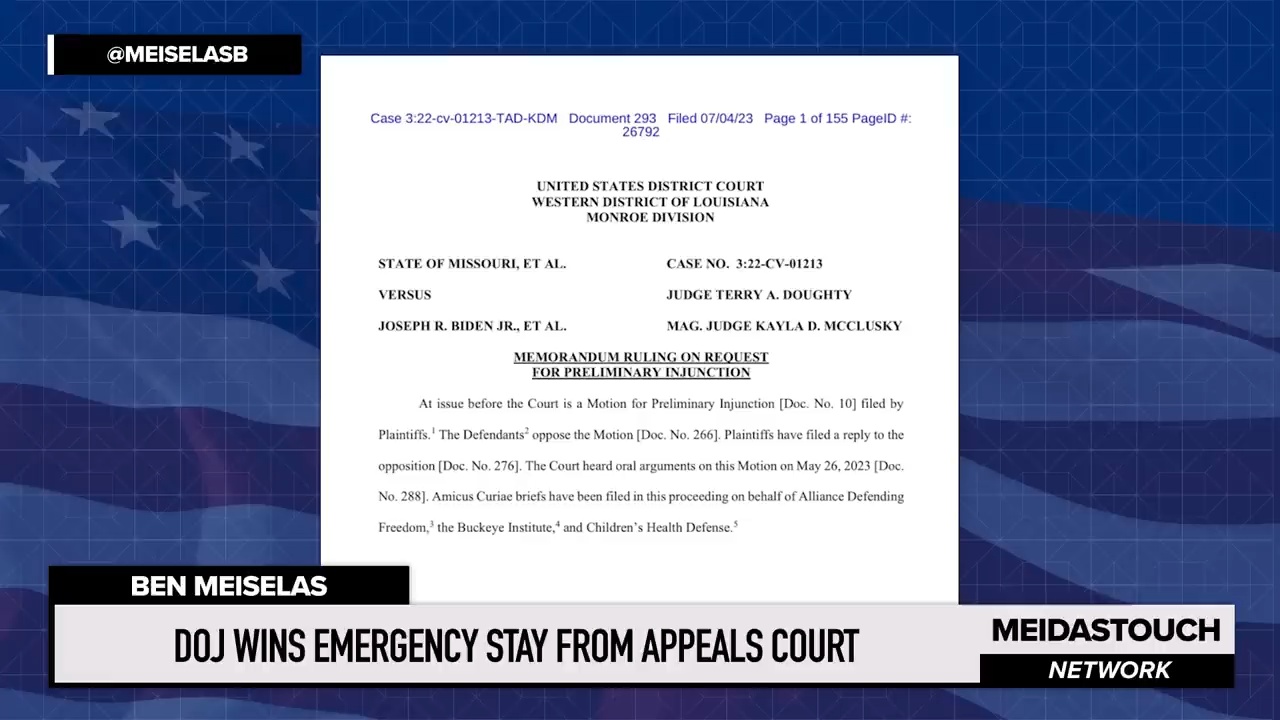 @MEISELASB
Case 3:22-cv-01213-TAD-KDM Document 293 Filed 07/04/23 Page 1 of 155 PageID #:
26792
UNITED STATES DISTRICT COURT
WESTERN DISTRICT OF LOUISIANA
MONROE DIVISION
STATE OF MISSOURI, ET AL. CASE NO. 3:22-CV-01213
VERSUS JUDGE TERRY A. DOUGHTY
JOSEPH R. BIDEN JR., ET AL. MAG. JUDGE KAYLA D. MCCLUSKY
MEMORANDUM RULING ON REQUEST
FOR PRELIMINARY INJUNCTION
At issue before the Court is a Motion for Preliminary Injunction [Doc. No. 10] filed by
Plaintiffs.¹ The Defendants² oppose the Motion [Doc. No. 266]. Plaintiffs have filed a reply to the
opposition [Doc. No. 276]. The Court heard oral arguments on this Motion on May 26, 2023 [Doc.
No. 288]. Amicus Curiae briefs have been filed in this proceeding on behalf of Alliance Defending
Freedom,³ the Buckeye Institute,⁴ and Children's Health Defense.⁵
BEN MEISELAS
DOJ WINS EMERGENCY STAY FROM APPEALS COURT
MEIDASTOUCH
NETWORK